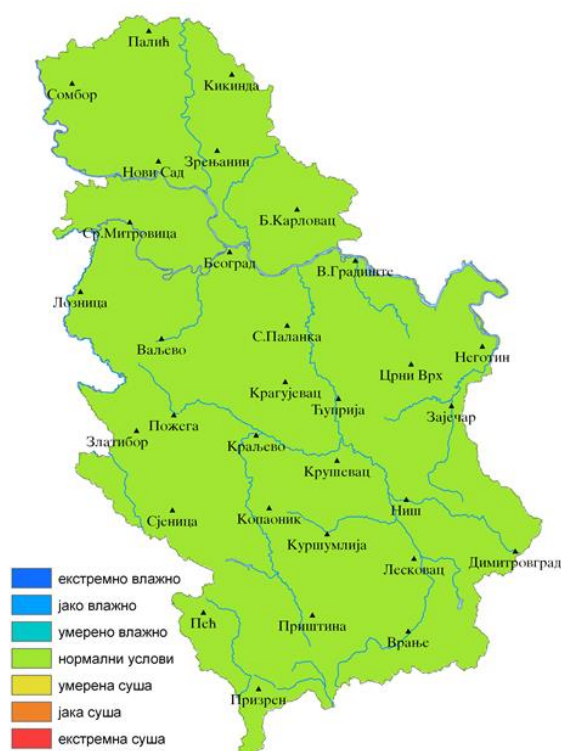 Палић
Кикинда
Сомбор
Зрењанин
Нови Сад
Б.Карловац
Ср.Митровица
Београд
В.Градиште
Лозница
С.Паланка
Ваљево
Неготин
Црни Врх
Крагујевац
Ћуприја
Зајечар
Пожега
Златибор
Краљево
Крушевац
Ниш
Копаоник
Сјеница
Куршумлија
Димитровград
Лесковац
Пећ
Приштина
Врање
Призрен
екстремно влажно
јако влажно
умерено влажно
нормални услови
умерена суша
јака суша
екстремна суша